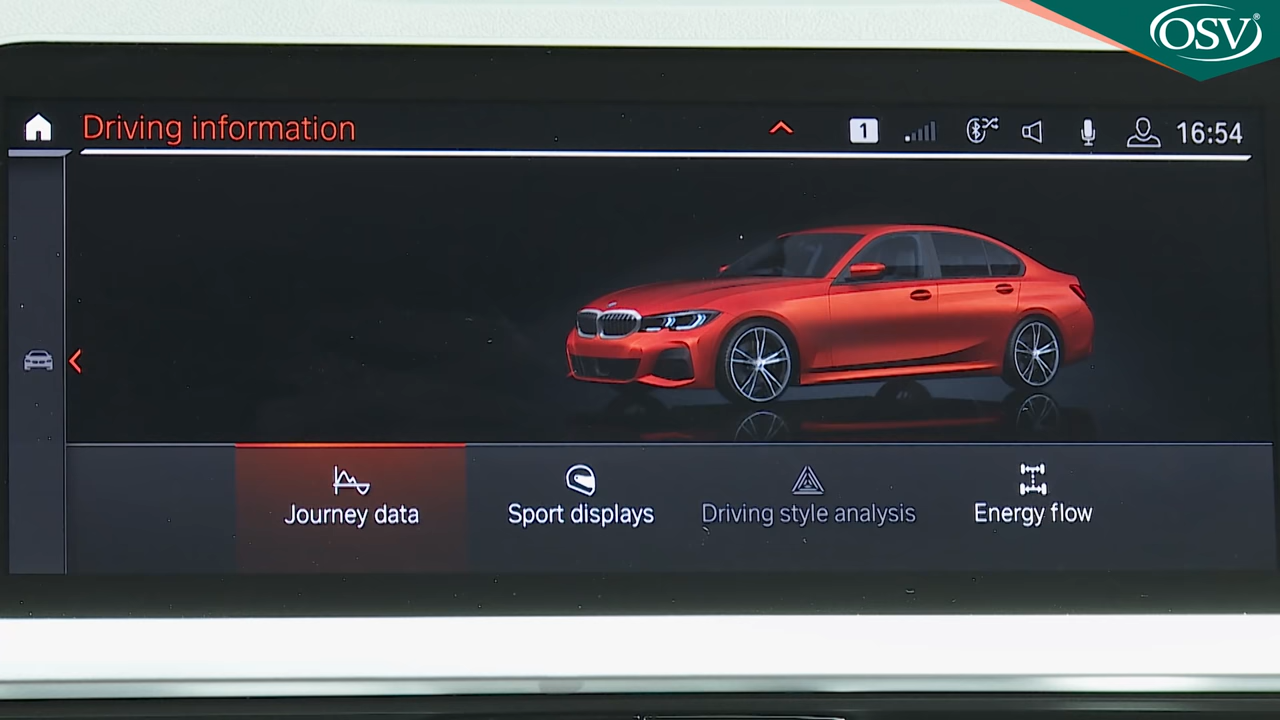 OSV®
Driving information
1
16:54
Journey data
Sport displays
Driving style analysis
Energy flow